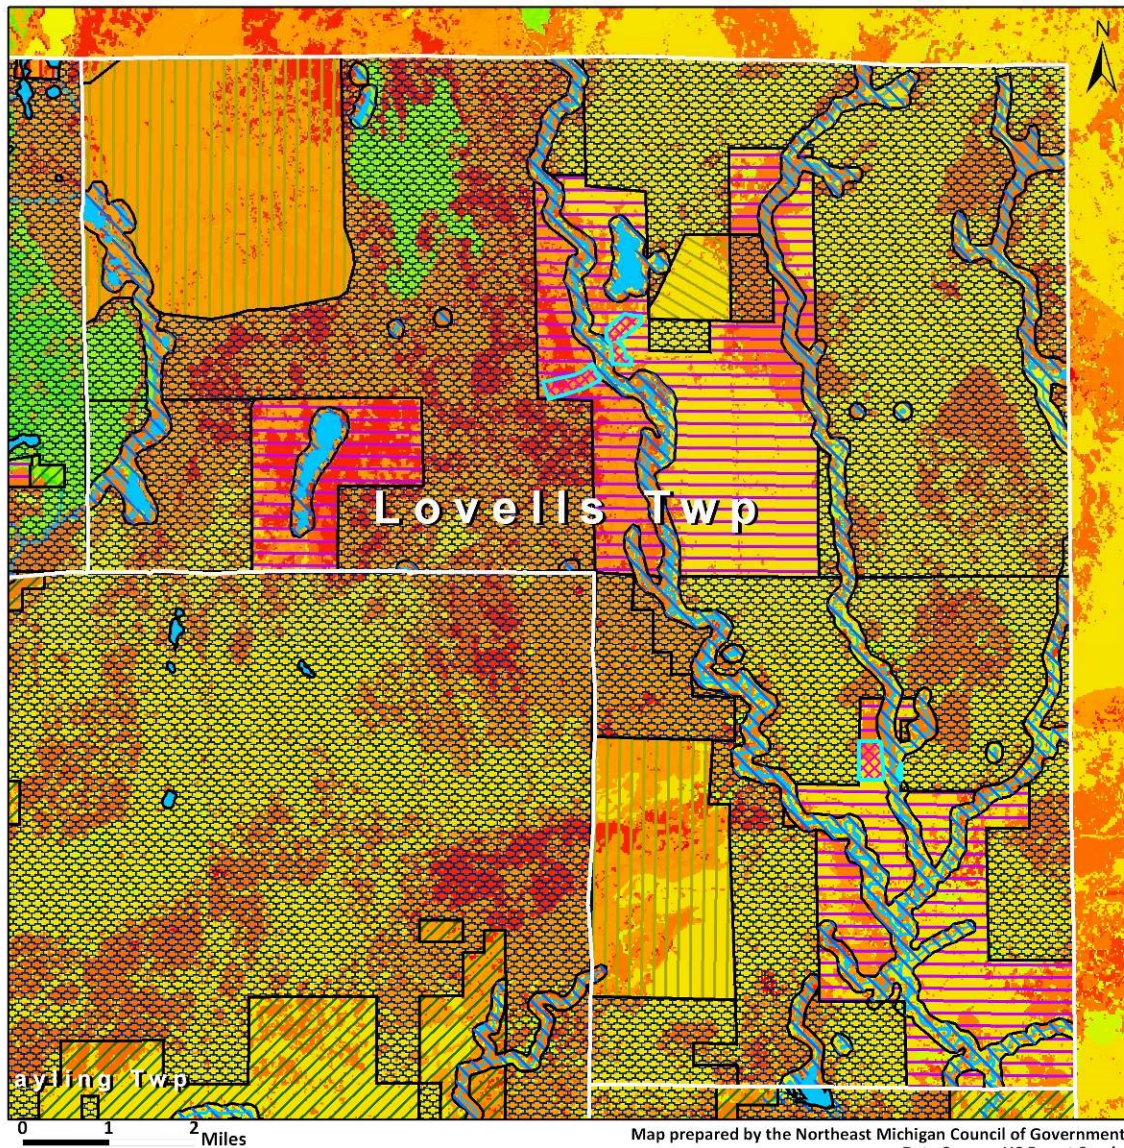 N
Lovells Twp
ayling Twp
0 1 2 Miles
Map prepared by the Northeast Michigan Council of Government